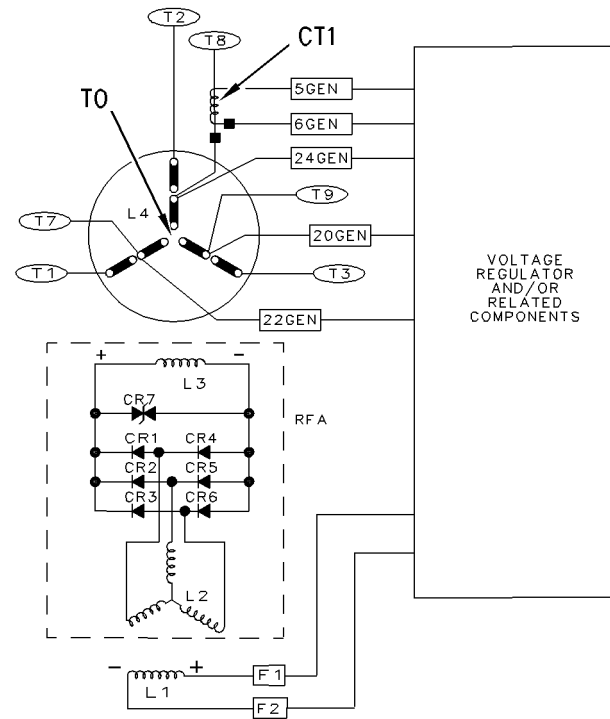 T2
T8
CT1
T0
5GEN
6GEN
24GEN
L4
T9
T7
20GEN
T1
T3
22GEN
VOLTAGE
REGULATOR
AND/OR
RELATED
COMPONENTS
+
-
L3
CR7
RFA
CR1
CR4
CR2
CR5
CR3
CR6
L2
-
+
L1
F1
F2